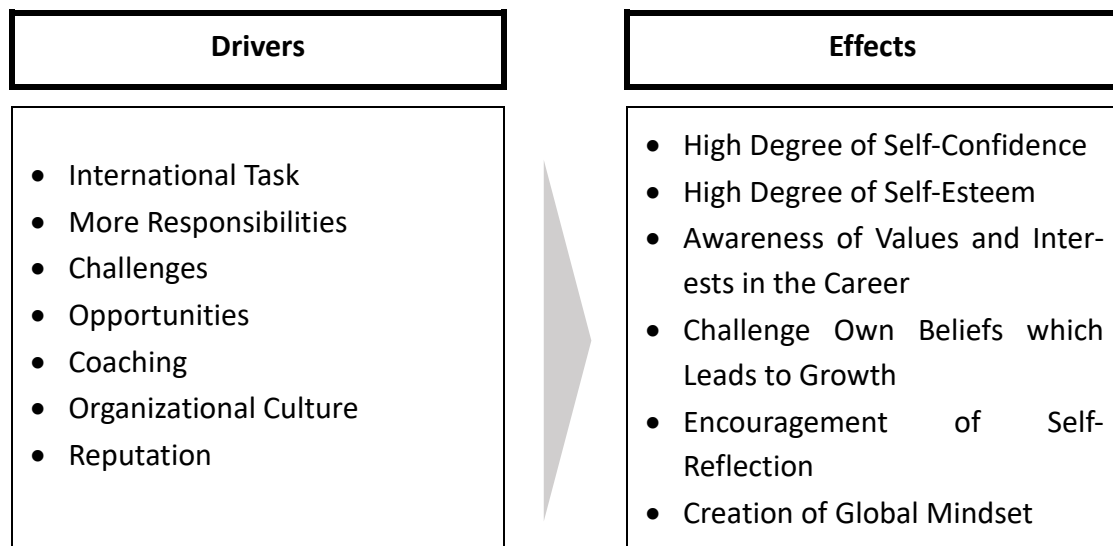 Drivers
International Task
More Responsibilities
Challenges
Opportunities
Coaching
Organizational Culture
Reputation
Effects
High Degree of Self-Confidence
High Degree of Self-Esteem
Awareness of Values and Inter-
ests in the Career
Challenge Own Beliefs which
Leads to Growth
Encouragement of Self-
Reflection
Creation of Global Mindset